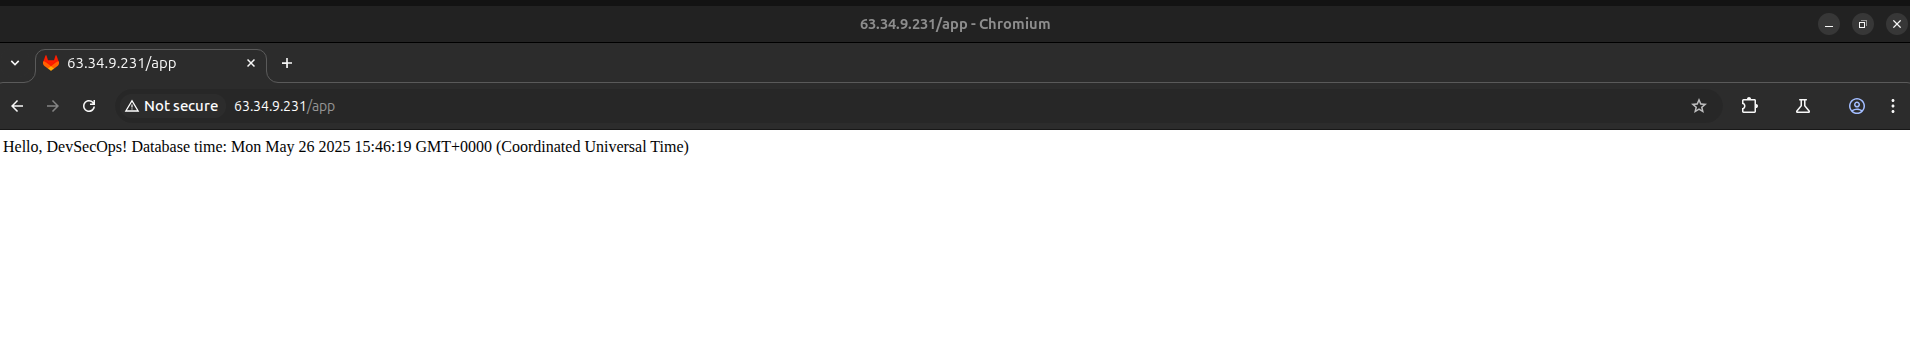 63.34.9.231/app - Chromium
63.34.9.231/app
Not secure 63.34.9.231/app
Hello, DevSecOps! Database time: Mon May 26 2025 15:46:19 GMT+0000 (Coordinated Universal Time)